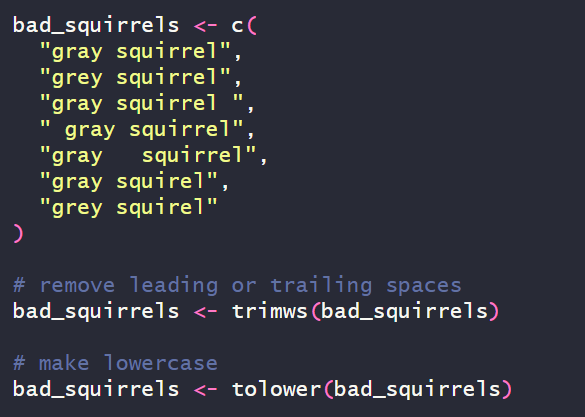 bad_squirrels <- c(
  "gray squirrel",
  "grey squirrel",
  "gray squirrel ",
  " gray squirrel",
  "gray   squirrel",
  "gray squirel",
  "grey squirel"
)

# remove leading or trailing spaces
bad_squirrels <- trimws(bad_squirrels)

# make lowercase
bad_squirrels <- tolower(bad_squirrels)